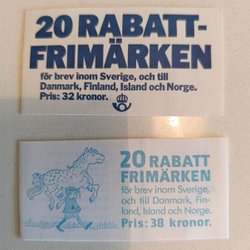 20 RABATT-
FRIMÄRKEN
för brev inom Sverige, och till
Danmark, Finland, Island och Norge.
Pris: 32 kronor.
20 RABATT
FRIMÄRKEN
för brev inom Sverige,
och till Danmark, Fin-
land, Island och Norge.
Pris: 38 kronor.